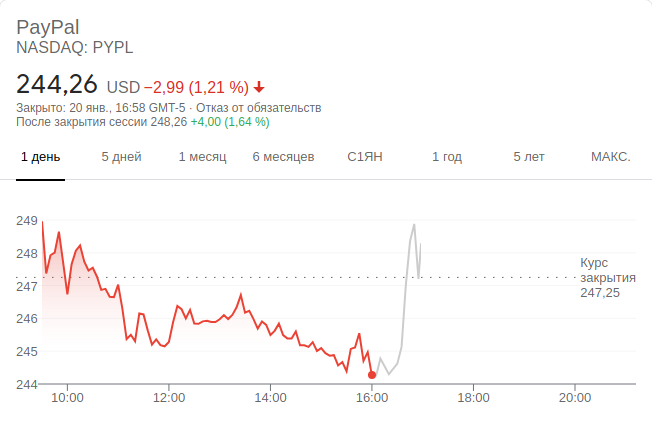 PayPal
NASDAQ: PYPL
244,26 USD −2,99 (1,21 %)
Закрыто: 20 янв., 16:58 GMT-5 · Отказ от обязательств
После закрытия сессии 248,26 +4,00 (1,64 %)
1 день 5 дней 1 месяц 6 месяцев С1ЯН 1 год 5 лет МАКС.
249
248
247
246
245
244
Курс
закрытия
247,25
10:00 12:00 14:00 16:00 18:00 20:00